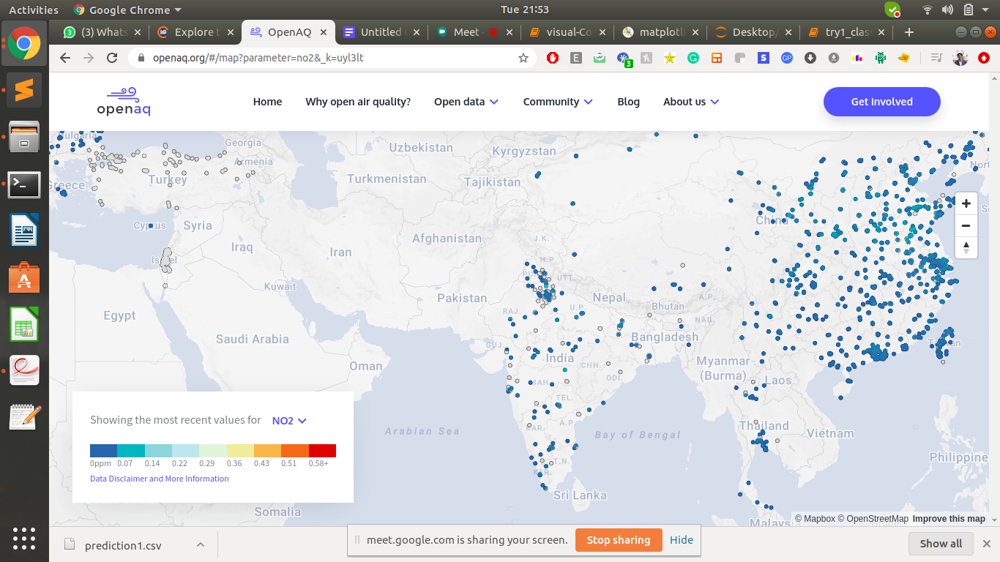 Activities
Google Chrome
Tue 21:53
(3) Whats
Explore t
OpenAQ
Untitled
Meet
visual-Co
matplotli
Desktop/
try1_clas
openaq.org/#/map?parameter=no2&_k=uyl3lt
3
openaq
Home
Why open air quality?
Open data
Community
Blog
About us
Get involved
Bulgaria
Georgia
Armenia
Uzbekistan
Kyrgyzstan
Greece
Turkey
Turkmenistan
Tajikistan
Cyprus
Syria
China
Afghanistan
J.K.
Iraq
Iran
Israel
H.P.
UTT.
Kuwait
Pakistan
Nepal
Bhutan
A.P.
RAJ.
U.P.
NAG.
Egypt
Saudi Arabia
Bangladesh
GUJ.
Taiwan
Oman
India
CHH.
Myanmar
(Burma)
ODI.
Laos
MAH.
TEL.
Arabian Sea
KAR.
A.P.
Bay of Bengal
Thailand
Vietnam
T.N.
KER.
Philippine
Sri Lanka
Somalia
Malaysia
Showing the most recent values for NO2
0ppm 0.07 0.14 0.22 0.29 0.36 0.43 0.51 0.58+
Data Disclaimer and More Information
© Mapbox © OpenStreetMap Improve this map
prediction1.csv
meet.google.com is sharing your screen.
Stop sharing
Hide
Show all